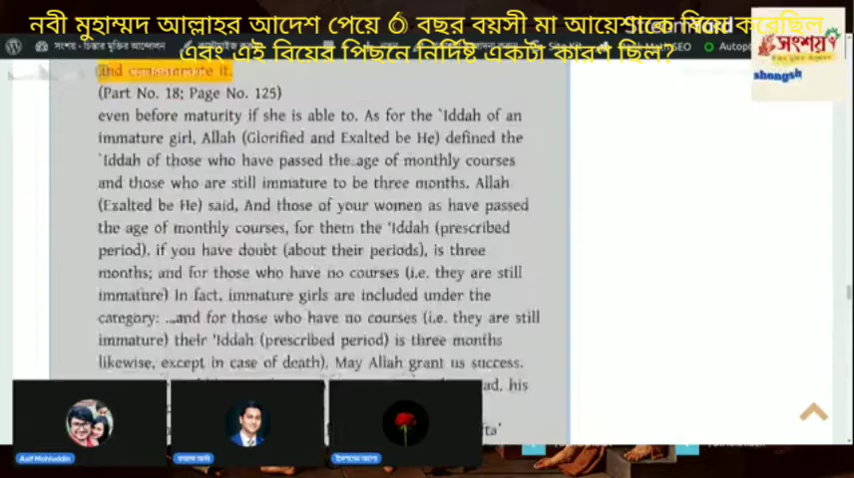 নবী মুহাম্মদ আল্লাহর আদেশ পেয়ে 6 বছর বয়সী মা আয়েশাকে বিয়ে করেছিল
এবং এই বিয়ের পিছনে নির্দিষ্ট একটা কারণ ছিল?
সংশয় - চিন্তার মুক্তির আন্দোলন
SEO
সংশয়
shongsh
and consummate it.
(Part No. 18; Page No. 125)
even before maturity if she is able to. As for the `Iddah of an
immature girl, Allah (Glorified and Exalted be He) defined the
`Iddah of those who have passed the age of monthly courses
and those who are still immature to be three months. Allah
(Exalted be He) said, And those of your women as have passed
the age of monthly courses, for them the 'Iddah (prescribed
period), if you have doubt (about their periods), is three
months; and for those who have no courses (i.e. they are still
immature) In fact, immature girls are included under the
category: ...and for those who have no courses (i.e. they are still
immature) their 'Iddah (prescribed period) is three months
likewise, except in case of death). May Allah grant us success.
his
Asif Mohiuddin